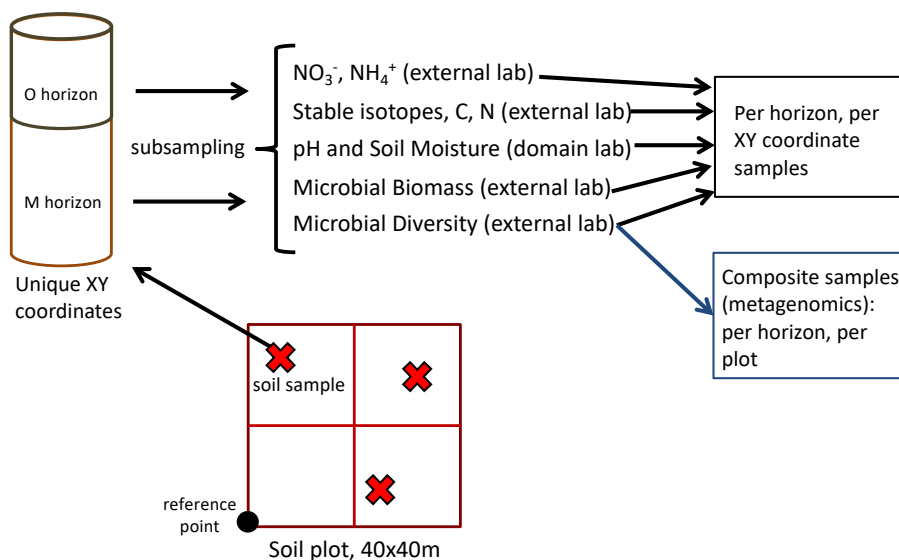 O horizon
M horizon
Unique XY
coordinates
subsampling
NO₃⁻, NH₄⁺ (external lab)
Stable isotopes, C, N (external lab)
pH and Soil Moisture (domain lab)
Microbial Biomass (external lab)
Microbial Diversity (external lab)
Per horizon, per
XY coordinate
samples
Composite samples
(metagenomics):
per horizon, per
plot
soil sample
reference
point
Soil plot, 40x40m